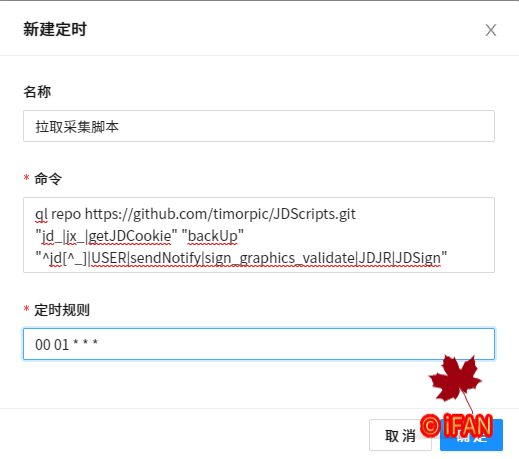 新建定时
名称
拉取采集脚本
* 命令
ql repo https://github.com/timorpic/JDScripts.git
"jd_|jx_|getJDCookie" "backUp"
"^jd[^_]|USER|sendNotify|sign_graphics_validate|JDJR|JDSign"
* 定时规则
00 01 * * *
取 消
© iFAN